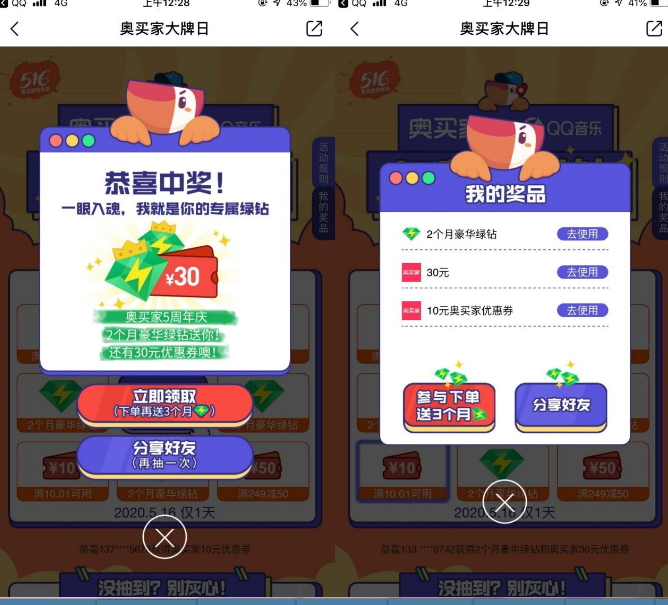 QQ 4G 上午12:28 43%
奥买家大牌日
516
活动规则
我的奖品
恭喜中奖！
一眼入魂，我就是你的专属绿钻
¥30
奥买家5周年庆
2个月豪华绿钻送你！
还有30元优惠券噢！
立即领取
(下单再送3个月)
分享好友
(再抽一次)
2个月
绿钻
¥10
¥50
满10.01可用
2个月豪华绿钻
满249减50
2020.5.16 仅1天
恭喜137****567
奥买家10元优惠券
没抽到？别灰心！
QQ 4G 上午12:29 41%
奥买家大牌日
516
奥买家
QQ音乐
活动规则
我的奖品
我的奖品
2个月豪华绿钻 去使用
30元 去使用
奥买家
10元奥买家优惠券 去使用
奥买家
参与下单
送3个月
分享好友
¥10
¥50
满10.01可用
2个月豪华绿钻
满249减50
2020.5.16 仅1天
恭喜133****9742获得2个月豪华绿钻和奥买家30元优惠券
没抽到？别灰心！